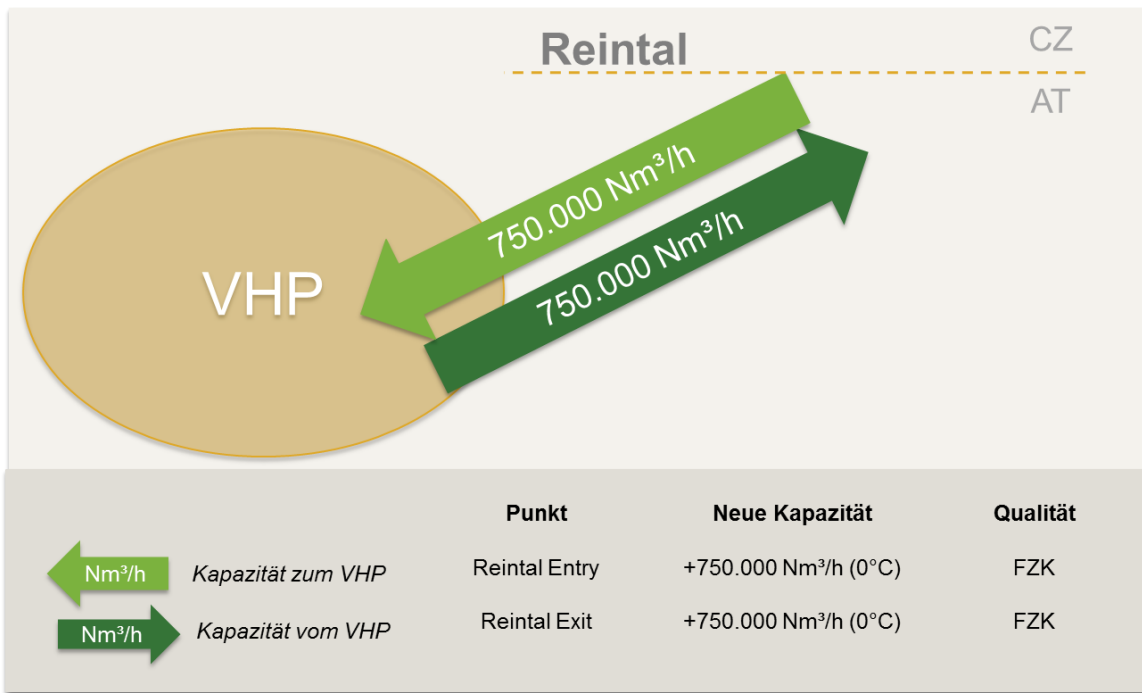 Reintal
CZ
AT
750.000 Nm³/h
750.000 Nm³/h
VHP
Punkt Neue Kapazität Qualität
Nm³/h Kapazität zum VHP Reintal Entry +750.000 Nm³/h (0°C) FZK
Nm³/h Kapazität vom VHP Reintal Exit +750.000 Nm³/h (0°C) FZK